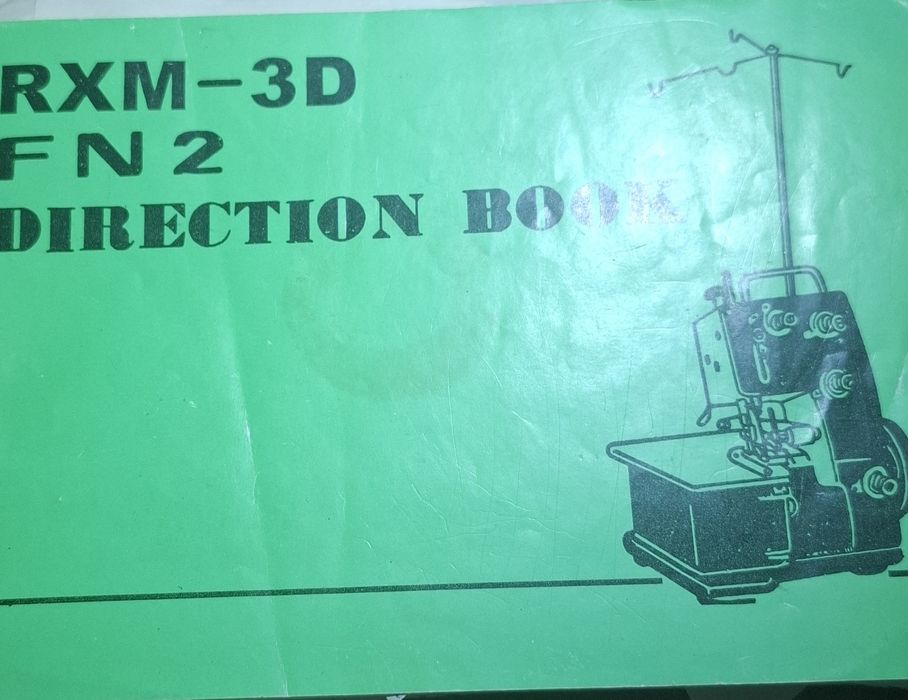 RXM-3D
FN2
DIRECTION BOOK